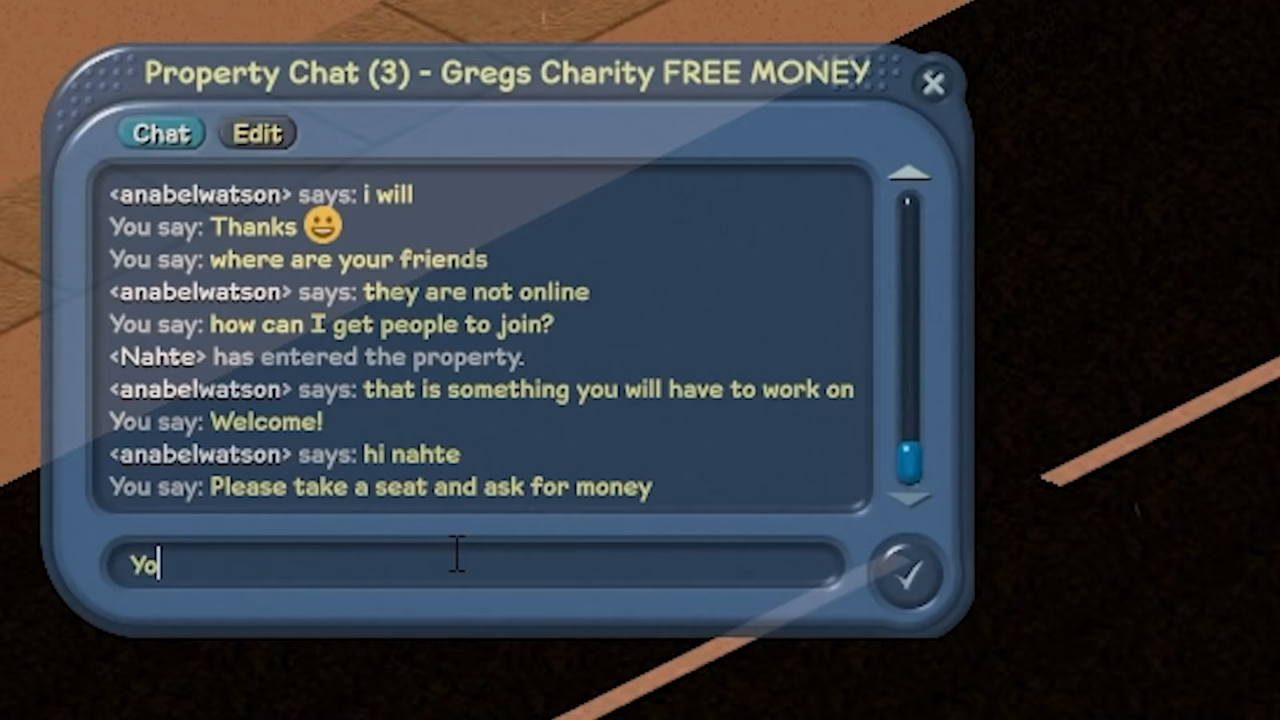 Property Chat (3) - Gregs Charity FREE MONEY
Chat Edit
<anabelwatson> says: i will
You say: Thanks 😀
You say: where are your friends
<anabelwatson> says: they are not online
You say: how can I get people to join?
<Nahte> has entered the property.
<anabelwatson> says: that is something you will have to work on
You say: Welcome!
<anabelwatson> says: hi nahte
You say: Please take a seat and ask for money
Yo